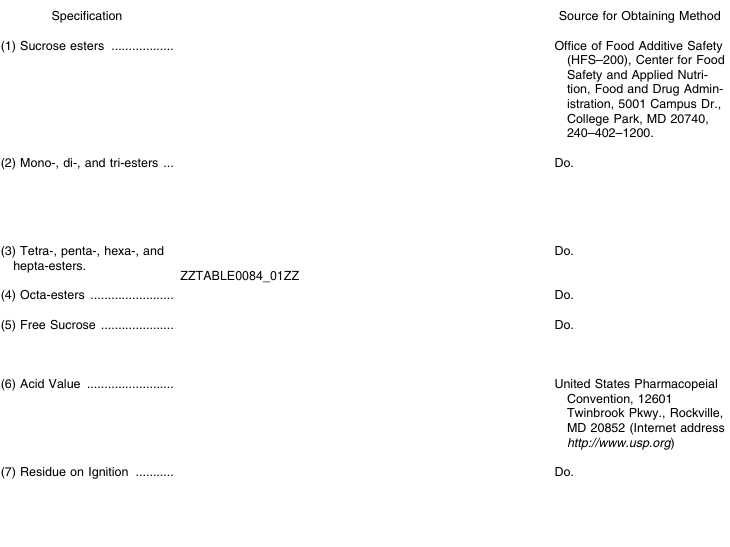 Specification Source for Obtaining Method
(1) Sucrose esters .................. Office of Food Additive Safety
(HFS–200), Center for Food
Safety and Applied Nutri-
tion, Food and Drug Admin-
istration, 5001 Campus Dr.,
College Park, MD 20740,
240–402–1200.
(2) Mono-, di-, and tri-esters ... Do.
(3) Tetra-, penta-, hexa-, and Do.
hepta-esters.
ZZTABLE0084_01ZZ
(4) Octa-esters ........................ Do.
(5) Free Sucrose ..................... Do.
(6) Acid Value ......................... United States Pharmacopeial
Convention, 12601
Twinbrook Pkwy., Rockville,
MD 20852 (Internet address
http://www.usp.org)
(7) Residue on Ignition ........... Do.